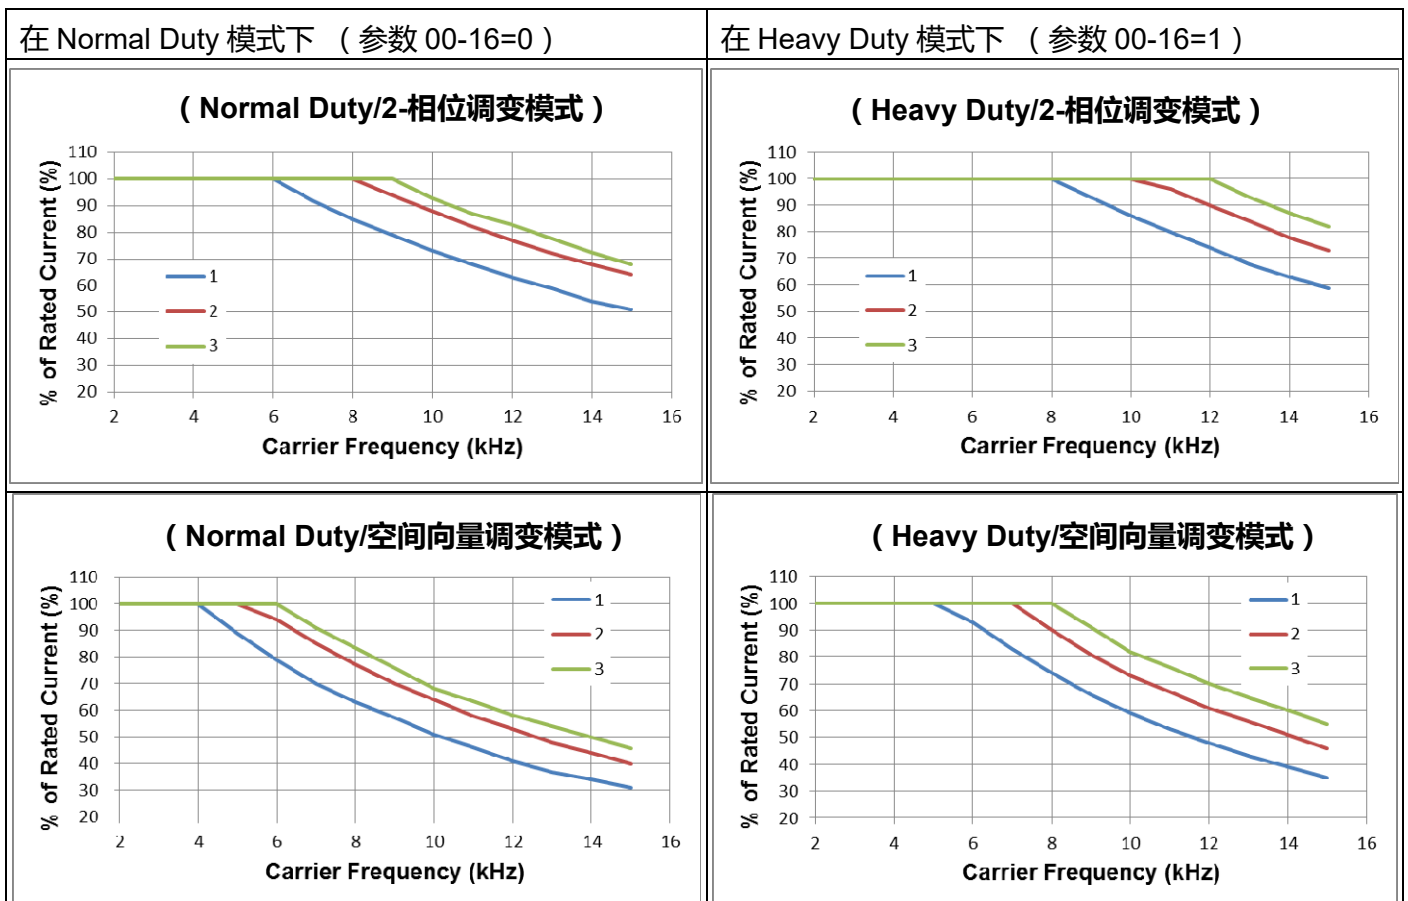 在 Normal Duty 模式下 （参数 00-16=0）
在 Heavy Duty 模式下 （参数 00-16=1）
（Normal Duty/2-相位调变模式）
% of Rated Current (%)
110
100
90
80
70
60
50
40
30
20
1
2
3
2 4 6 8 10 12 14 16
Carrier Frequency (kHz)
（Heavy Duty/2-相位调变模式）
% of Rated Current (%)
110
100
90
80
70
60
50
40
30
20
1
2
3
2 4 6 8 10 12 14 16
Carrier Frequency (kHz)
（Normal Duty/空间向量调变模式）
% of Rated Current (%)
110
100
90
80
70
60
50
40
30
20
1
2
3
2 4 6 8 10 12 14 16
Carrier Frequency (kHz)
（Heavy Duty/空间向量调变模式）
% of Rated Current (%)
110
100
90
80
70
60
50
40
30
20
1
2
3
2 4 6 8 10 12 14 16
Carrier Frequency (kHz)